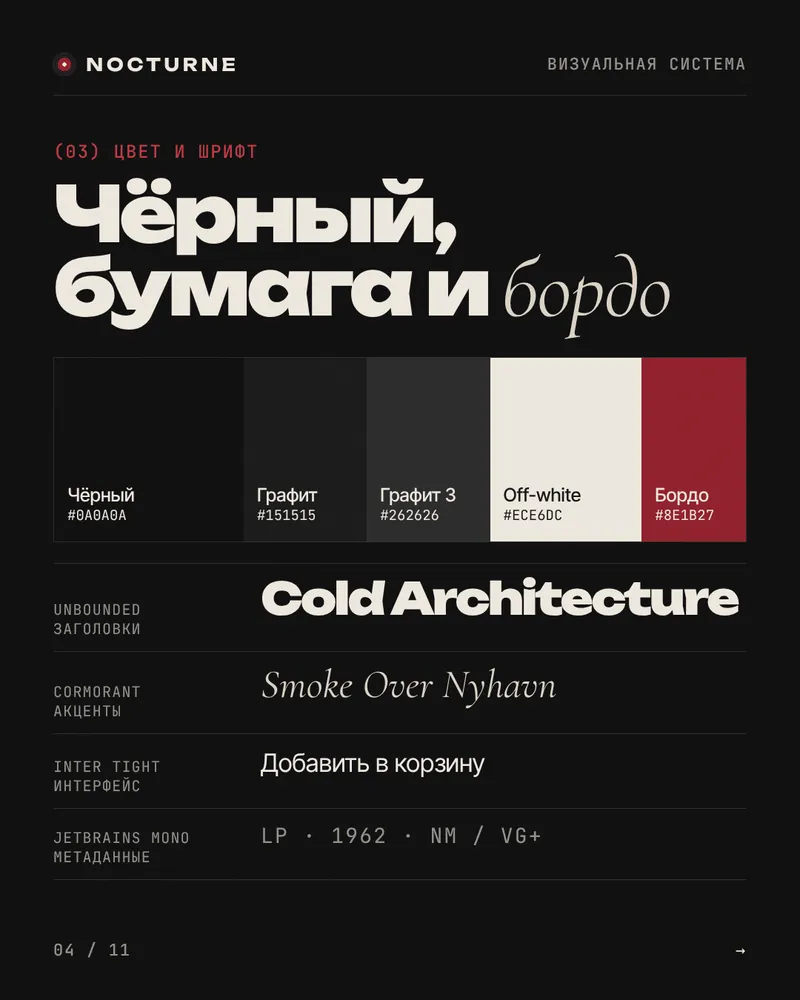 NOCTURNE
ВИЗУАЛЬНАЯ СИСТЕМА
(03) ЦВЕТ И ШРИФТ
Чёрный,
бумага и бордо
Чёрный
#0A0A0A
Графит
#151515
Графит 3
#262626
Off-white
#ECE6DC
Бордо
#8E1B27
UNBOUNDED
ЗАГОЛОВКИ
Cold Architecture
CORMORANT
АКЦЕНТЫ
Smoke Over Nyhavn
INTER TIGHT
ИНТЕРФЕЙС
Добавить в корзину
JETBRAINS MONO
МЕТАДАННЫЕ
LP · 1962 · NM / VG+
04 / 11
→